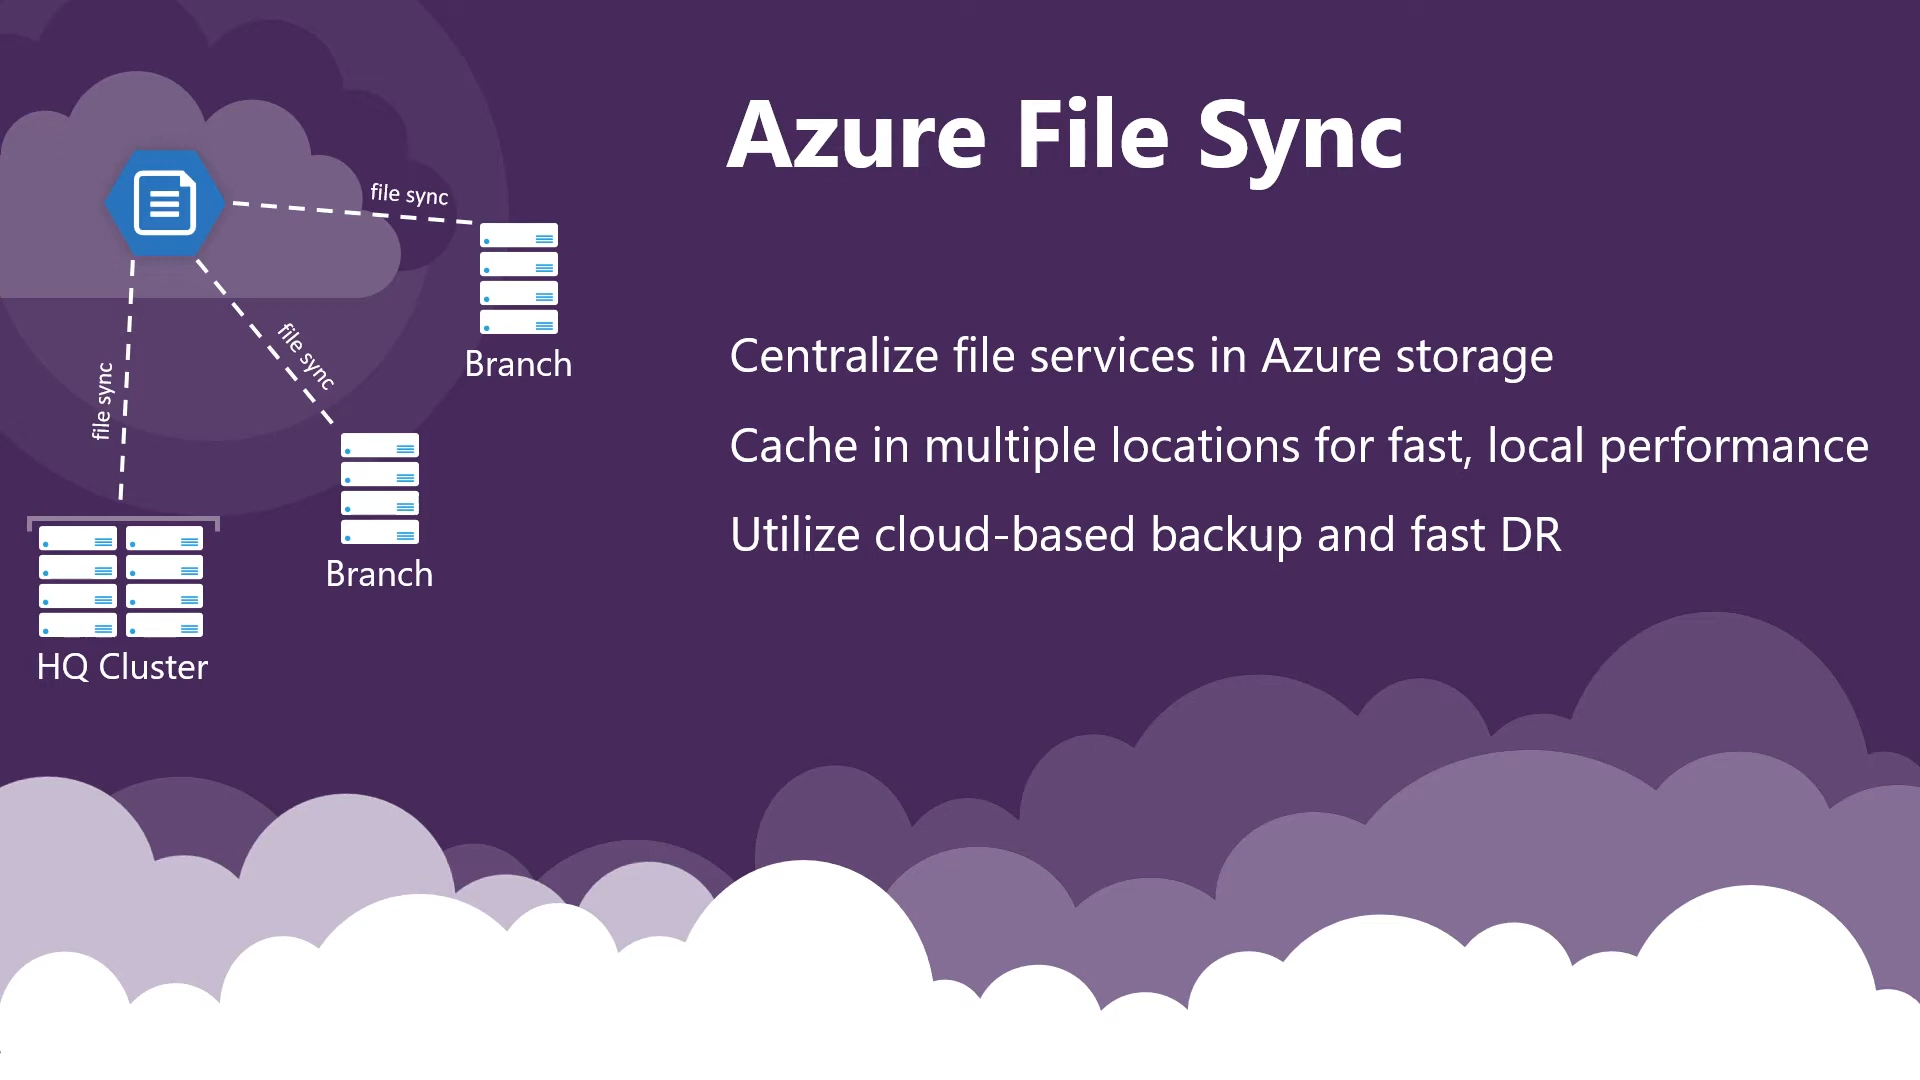 Azure File Sync
file sync
Branch
file sync
file sync
Branch
HQ Cluster
Centralize file services in Azure storage
Cache in multiple locations for fast, local performance
Utilize cloud-based backup and fast DR